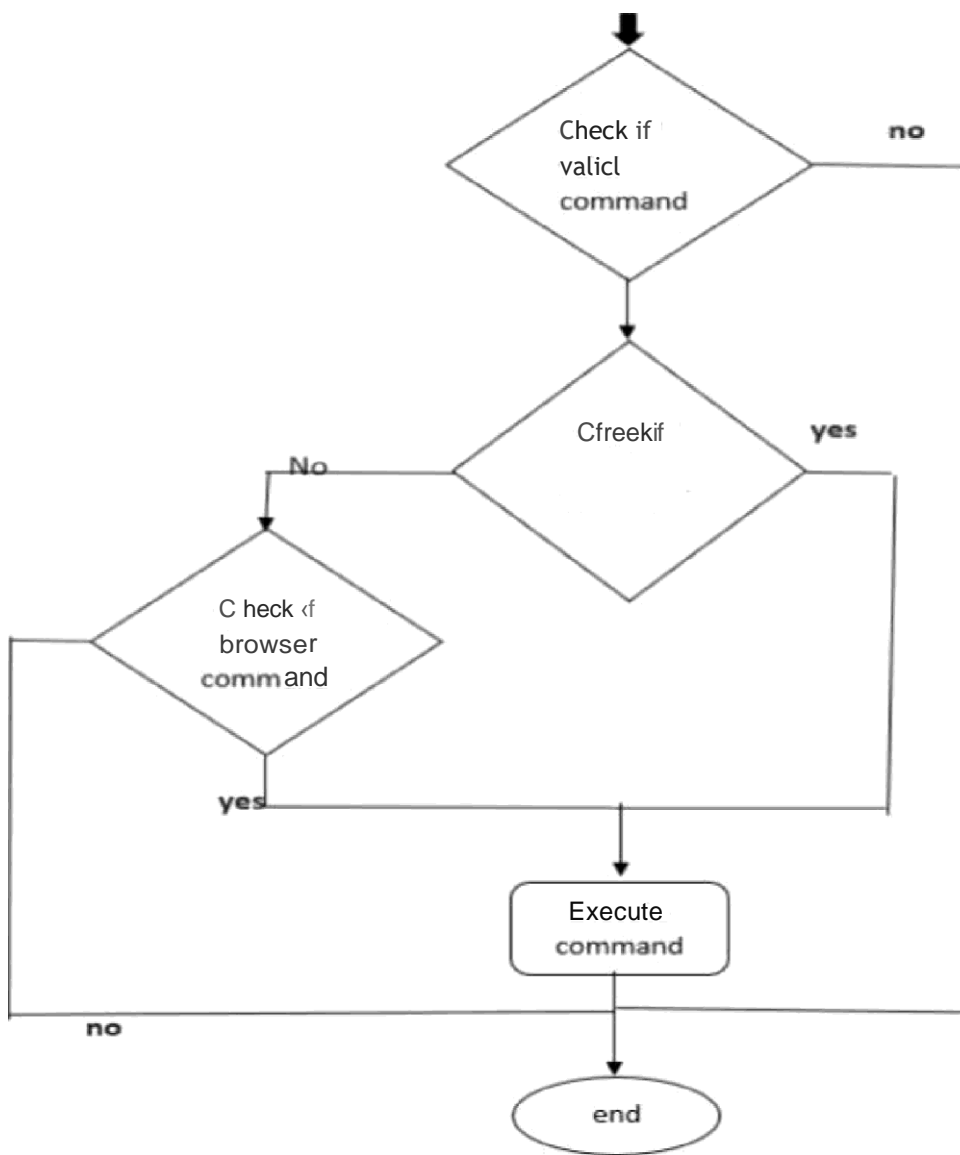 Check if
no
valicl
command
Cfreekif
yes
No
C heck ‹f
browser
command
yes
Execute
command
no
end